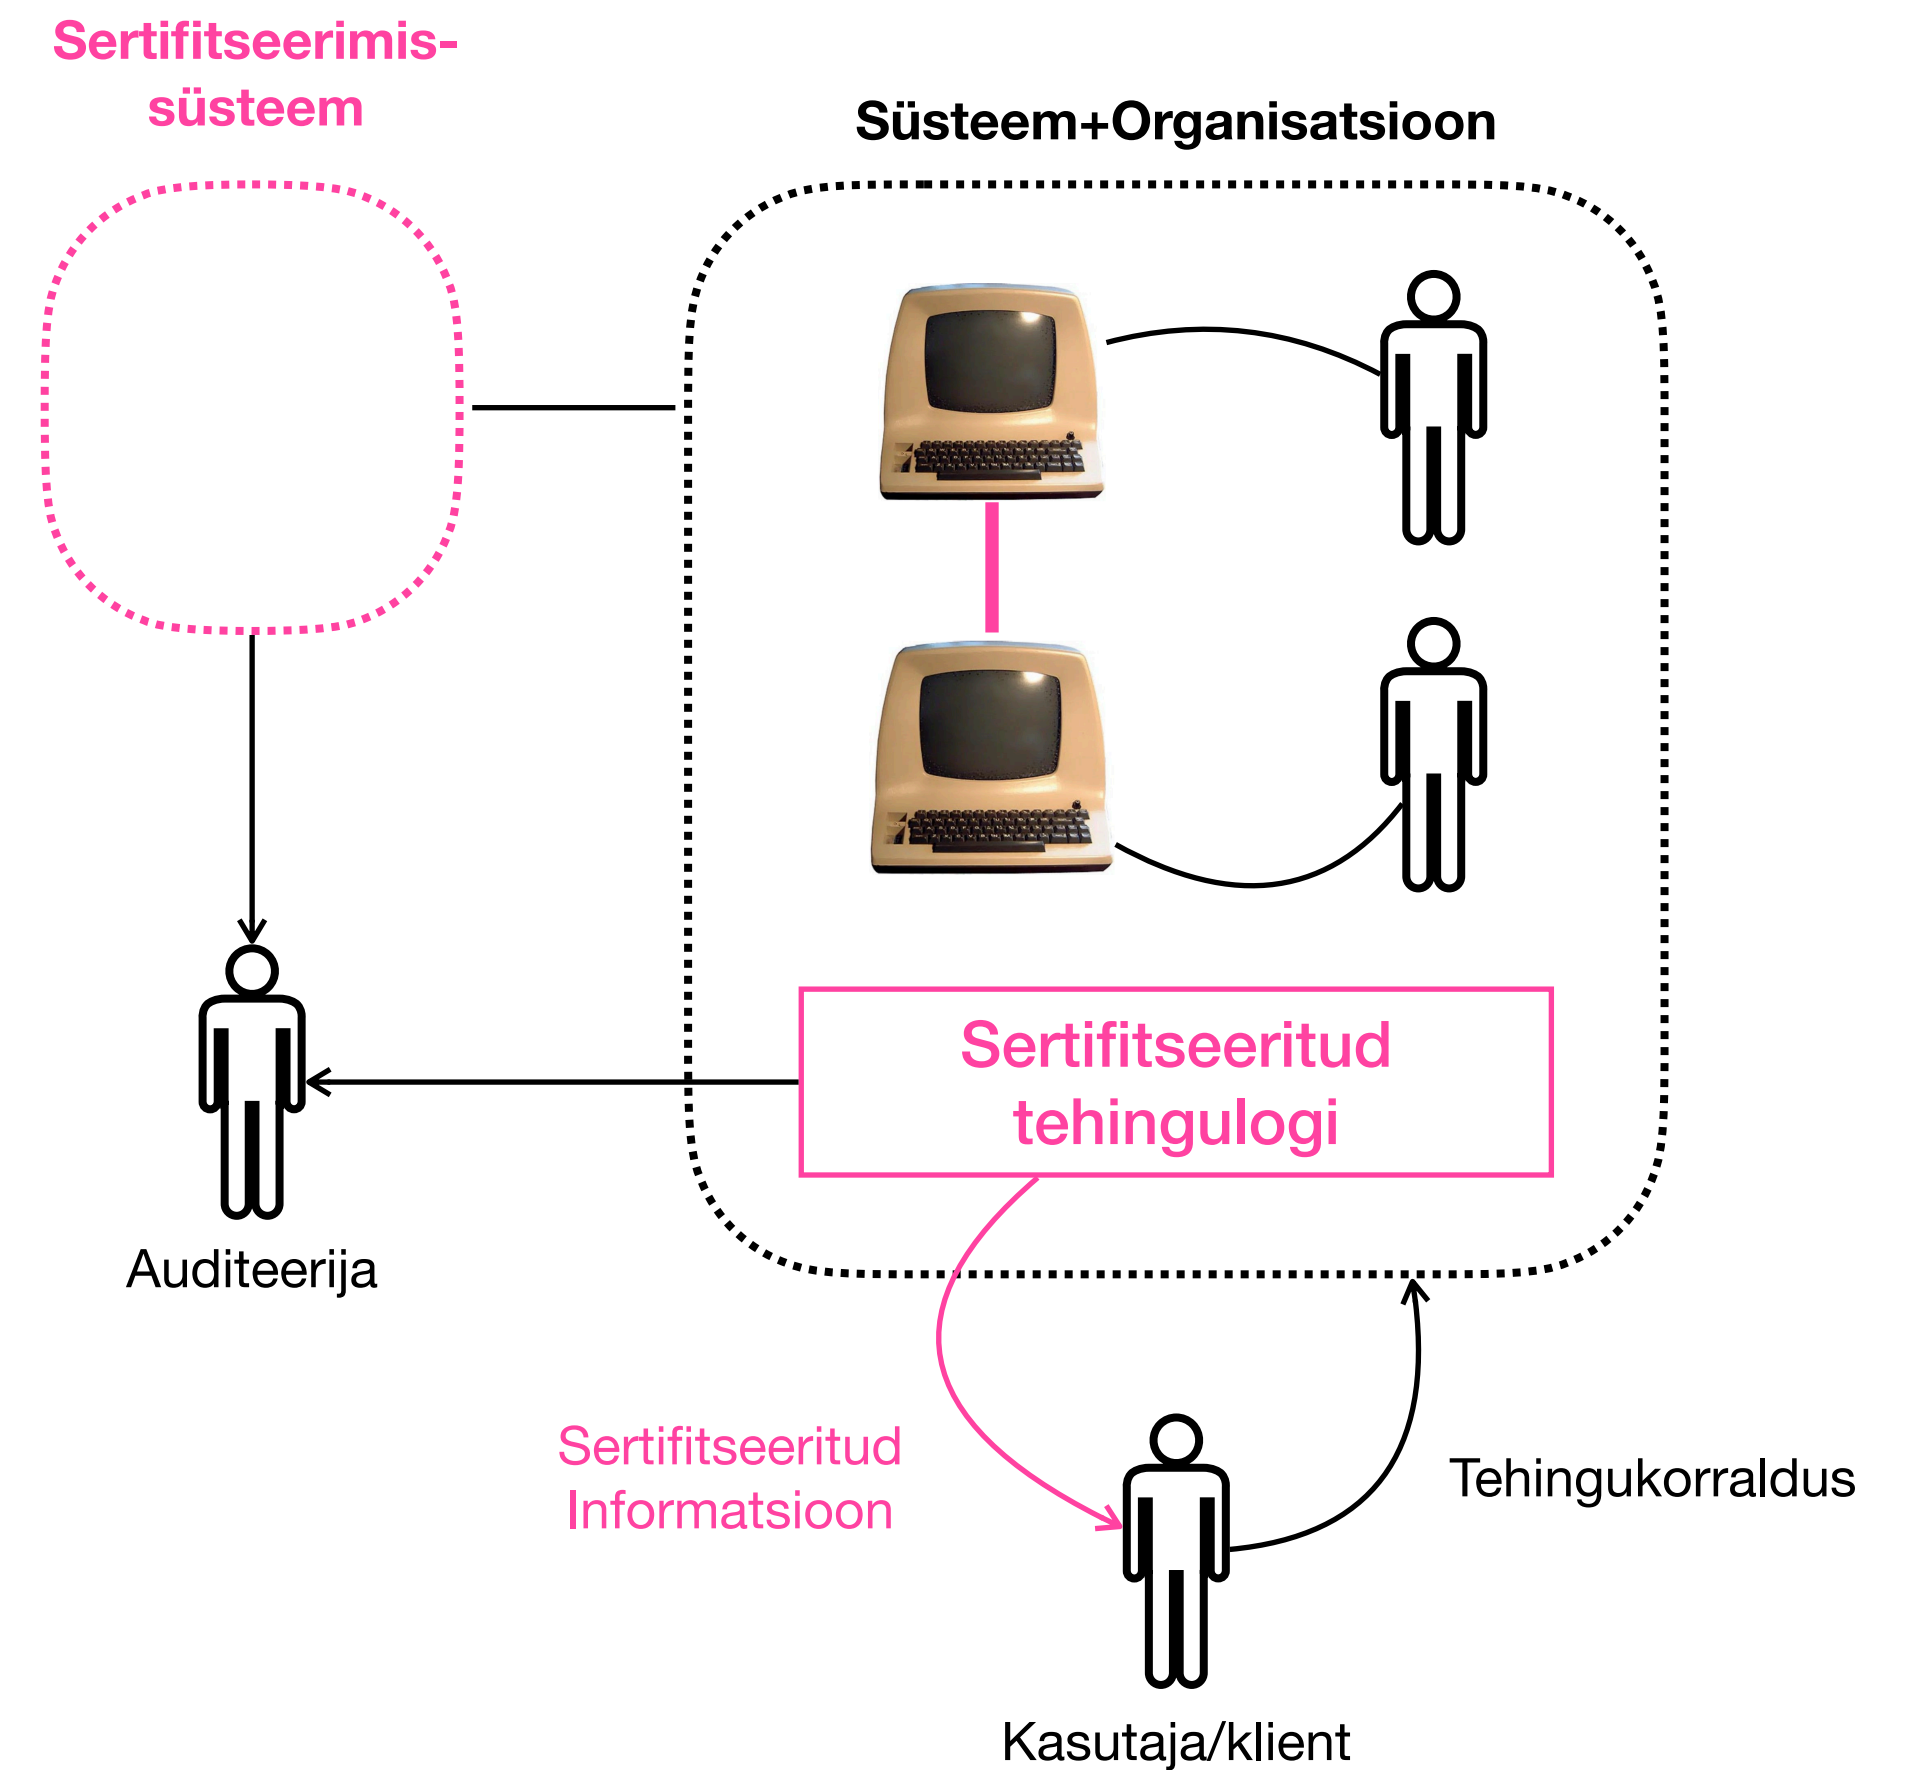 Sertifitseerimis-
süsteem
Süsteem+Organisatsioon
Sertifitseeritud
tehingulogi
Auditeerija
Sertifitseeritud
Informatsioon
Tehingukorraldus
Kasutaja/klient